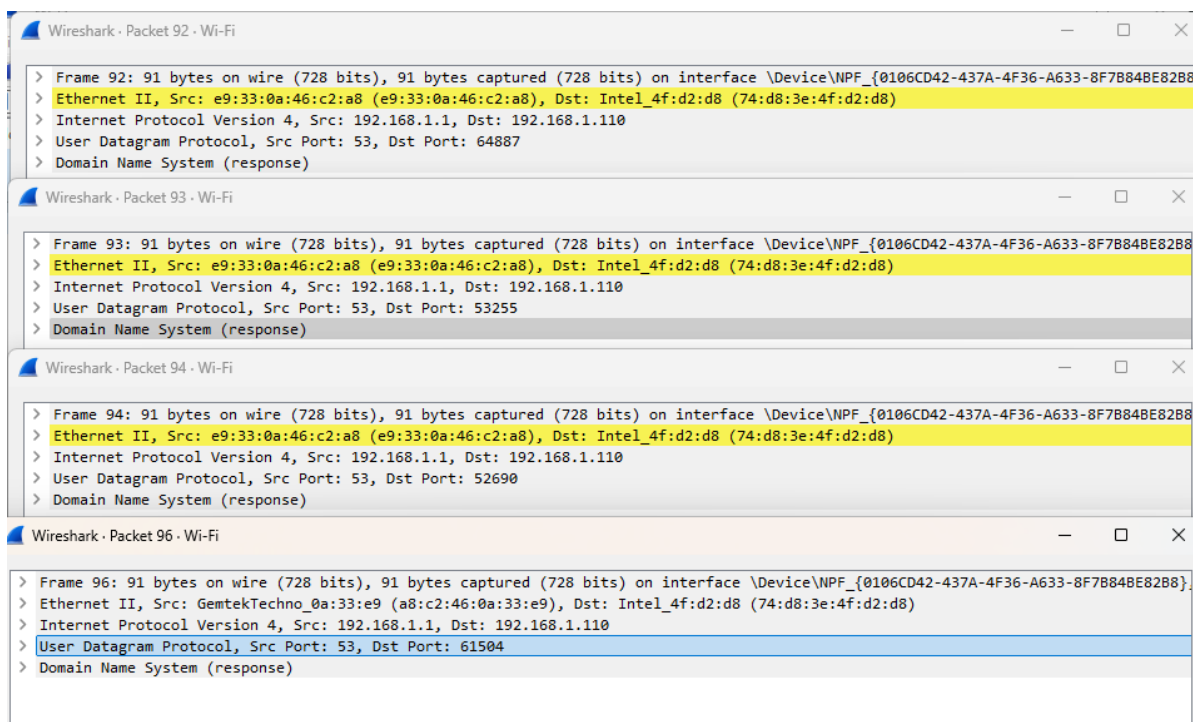 Wireshark · Packet 92 · Wi-Fi
> Frame 92: 91 bytes on wire (728 bits), 91 bytes captured (728 bits) on interface \Device\NPF_{0106CD42-437A-4F36-A633-8F7B84BE82B8
> Ethernet II, Src: e9:33:0a:46:c2:a8 (e9:33:0a:46:c2:a8), Dst: Intel_4f:d2:d8 (74:d8:3e:4f:d2:d8)
> Internet Protocol Version 4, Src: 192.168.1.1, Dst: 192.168.1.110
> User Datagram Protocol, Src Port: 53, Dst Port: 64887
> Domain Name System (response)
Wireshark · Packet 93 · Wi-Fi
> Frame 93: 91 bytes on wire (728 bits), 91 bytes captured (728 bits) on interface \Device\NPF_{0106CD42-437A-4F36-A633-8F7B84BE82B8
> Ethernet II, Src: e9:33:0a:46:c2:a8 (e9:33:0a:46:c2:a8), Dst: Intel_4f:d2:d8 (74:d8:3e:4f:d2:d8)
> Internet Protocol Version 4, Src: 192.168.1.1, Dst: 192.168.1.110
> User Datagram Protocol, Src Port: 53, Dst Port: 53255
> Domain Name System (response)
Wireshark · Packet 94 · Wi-Fi
> Frame 94: 91 bytes on wire (728 bits), 91 bytes captured (728 bits) on interface \Device\NPF_{0106CD42-437A-4F36-A633-8F7B84BE82B8
> Ethernet II, Src: e9:33:0a:46:c2:a8 (e9:33:0a:46:c2:a8), Dst: Intel_4f:d2:d8 (74:d8:3e:4f:d2:d8)
> Internet Protocol Version 4, Src: 192.168.1.1, Dst: 192.168.1.110
> User Datagram Protocol, Src Port: 53, Dst Port: 52690
> Domain Name System (response)
Wireshark · Packet 96 · Wi-Fi
> Frame 96: 91 bytes on wire (728 bits), 91 bytes captured (728 bits) on interface \Device\NPF_{0106CD42-437A-4F36-A633-8F7B84BE82B8},
> Ethernet II, Src: GemtekTechno_0a:33:e9 (a8:c2:46:0a:33:e9), Dst: Intel_4f:d2:d8 (74:d8:3e:4f:d2:d8)
> Internet Protocol Version 4, Src: 192.168.1.1, Dst: 192.168.1.110
> User Datagram Protocol, Src Port: 53, Dst Port: 61504
> Domain Name System (response)